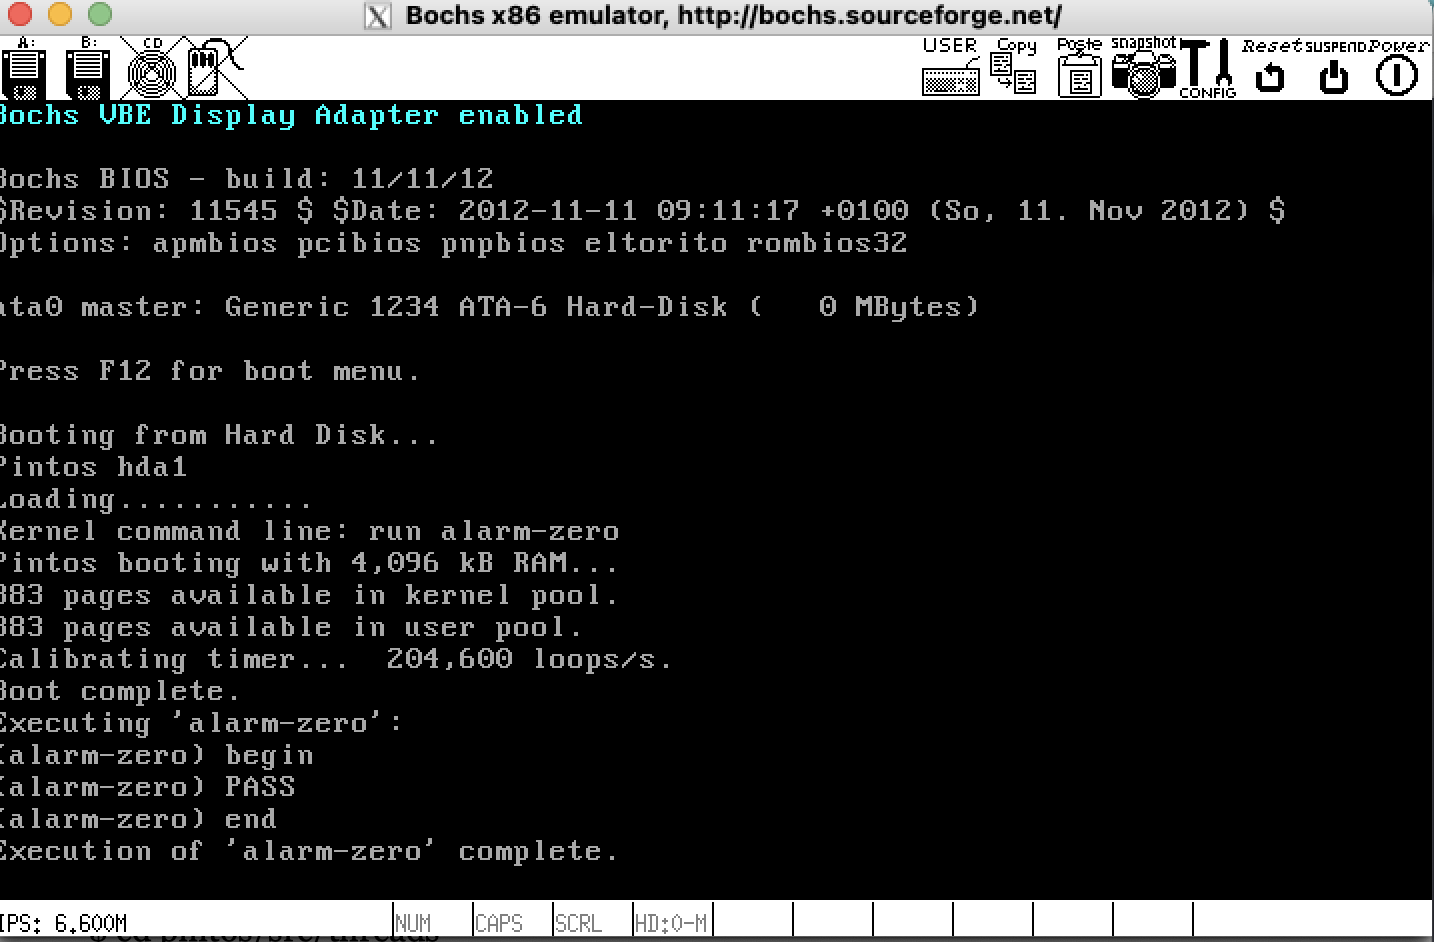 Bochs x86 emulator, http://bochs.sourceforge.net/
A: B: CD USER Copy Paste snapshot CONFIG Reset SUSPEND Power
Bochs VBE Display Adapter enabled
Bochs BIOS - build: 11/11/12
$Revision: 11545 $ $Date: 2012-11-11 09:11:17 +0100 (So, 11. Nov 2012) $
Options: apmbios pcibios pnpbios eltorito rombios32
ata0 master: Generic 1234 ATA-6 Hard-Disk (   0 MBytes)
Press F12 for boot menu.
Booting from Hard Disk...
Pintos hda1
Loading...........
Kernel command line: run alarm-zero
Pintos booting with 4,096 kB RAM...
383 pages available in kernel pool.
383 pages available in user pool.
Calibrating timer...  204,600 loops/s.
Boot complete.
Executing 'alarm-zero':
(alarm-zero) begin
(alarm-zero) PASS
(alarm-zero) end
Execution of 'alarm-zero' complete.
IPS: 6.600M NUM CAPS SCRL HD:0-M
$ cd pintos/src/threads